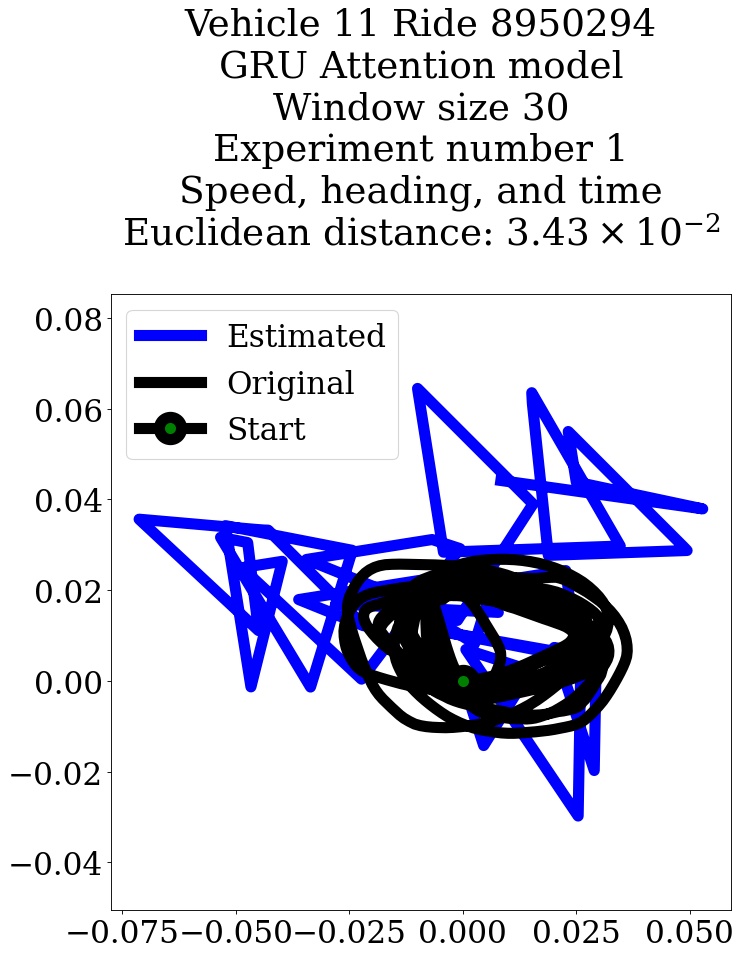 Vehicle 11 Ride 8950294
GRU Attention model
Window size 30
Experiment number 1
Speed, heading, and time
Euclidean distance: 3.43 × 10⁻²
Estimated
Original
Start
0.08
0.06
0.04
0.02
0.00
−0.02
−0.04
−0.075 −0.050 −0.025 0.000 0.025 0.050